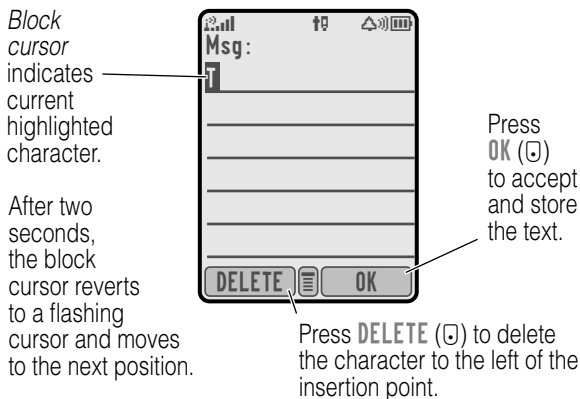 Block
cursor
indicates
current
highlighted
character.
After two
seconds,
the block
cursor reverts
to a flashing
cursor and moves
to the next position.
Msg:
T
DELETE
OK
Press
OK (
)
to accept
and store
the text.
Press DELETE (
) to delete
the character to the left of the
insertion point.